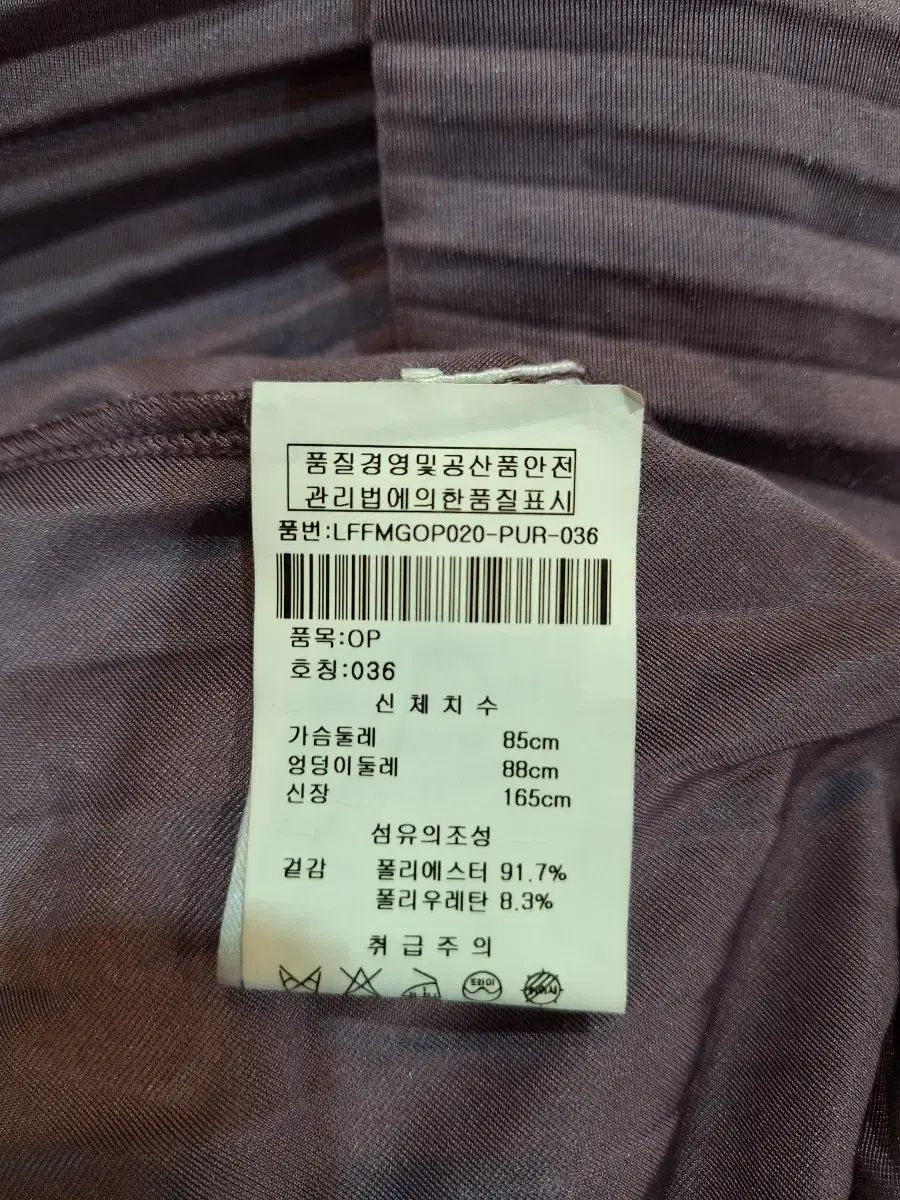 품질경영및공산품안전
관리법에의한품질표시
품번:LFFMGOP020-PUR-036
품목:OP
호칭:036
신체치수
가슴둘레 85cm
엉덩이둘레 88cm
신장 165cm
섬유의조성
겉감 폴리에스터 91.7%
폴리우레탄 8.3%
취급주의
드라이